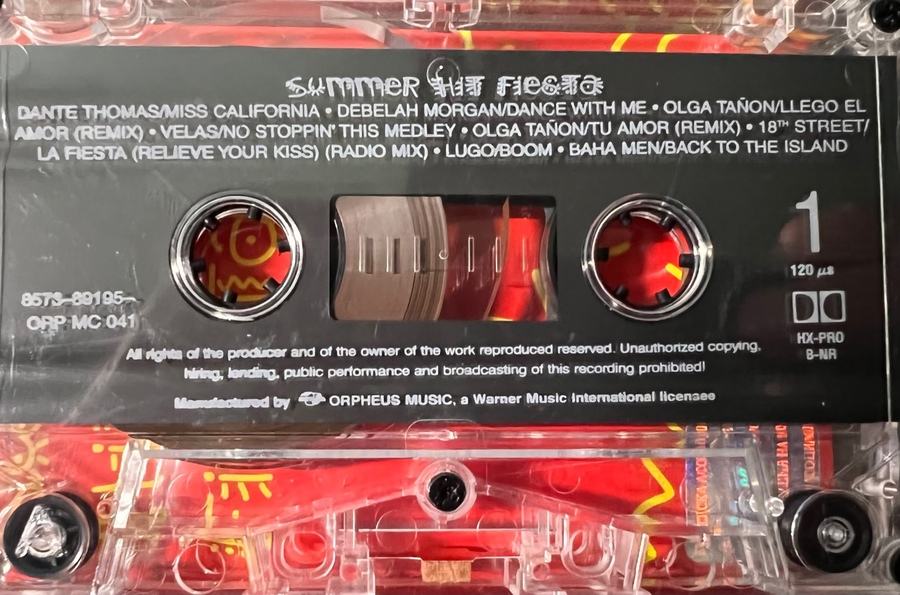 SUMMER HIT FIESTA
DANTE THOMAS/MISS CALIFORNIA • DEBELAH MORGAN/DANCE WITH ME • OLGA TAÑON/LLEGO EL
AMOR (REMIX) • VELAS/NO STOPPIN' THIS MEDLEY • OLGA TAÑON/TU AMOR (REMIX) • 18TH STREET/
LA FIESTA (RELIEVE YOUR KISS) (RADIO MIX) • LUGO/BOOM • BAHA MEN/BACK TO THE ISLAND
1
120 µs
8573-89195-
ORP MC 041
HX-PRO
B-NR
All rights of the producer and of the owner of the work reproduced reserved. Unauthorized copying,
hiring, lending, public performance and broadcasting of this recording prohibited!
Manufactured by ORPHEUS MUSIC, a Warner Music International licensee